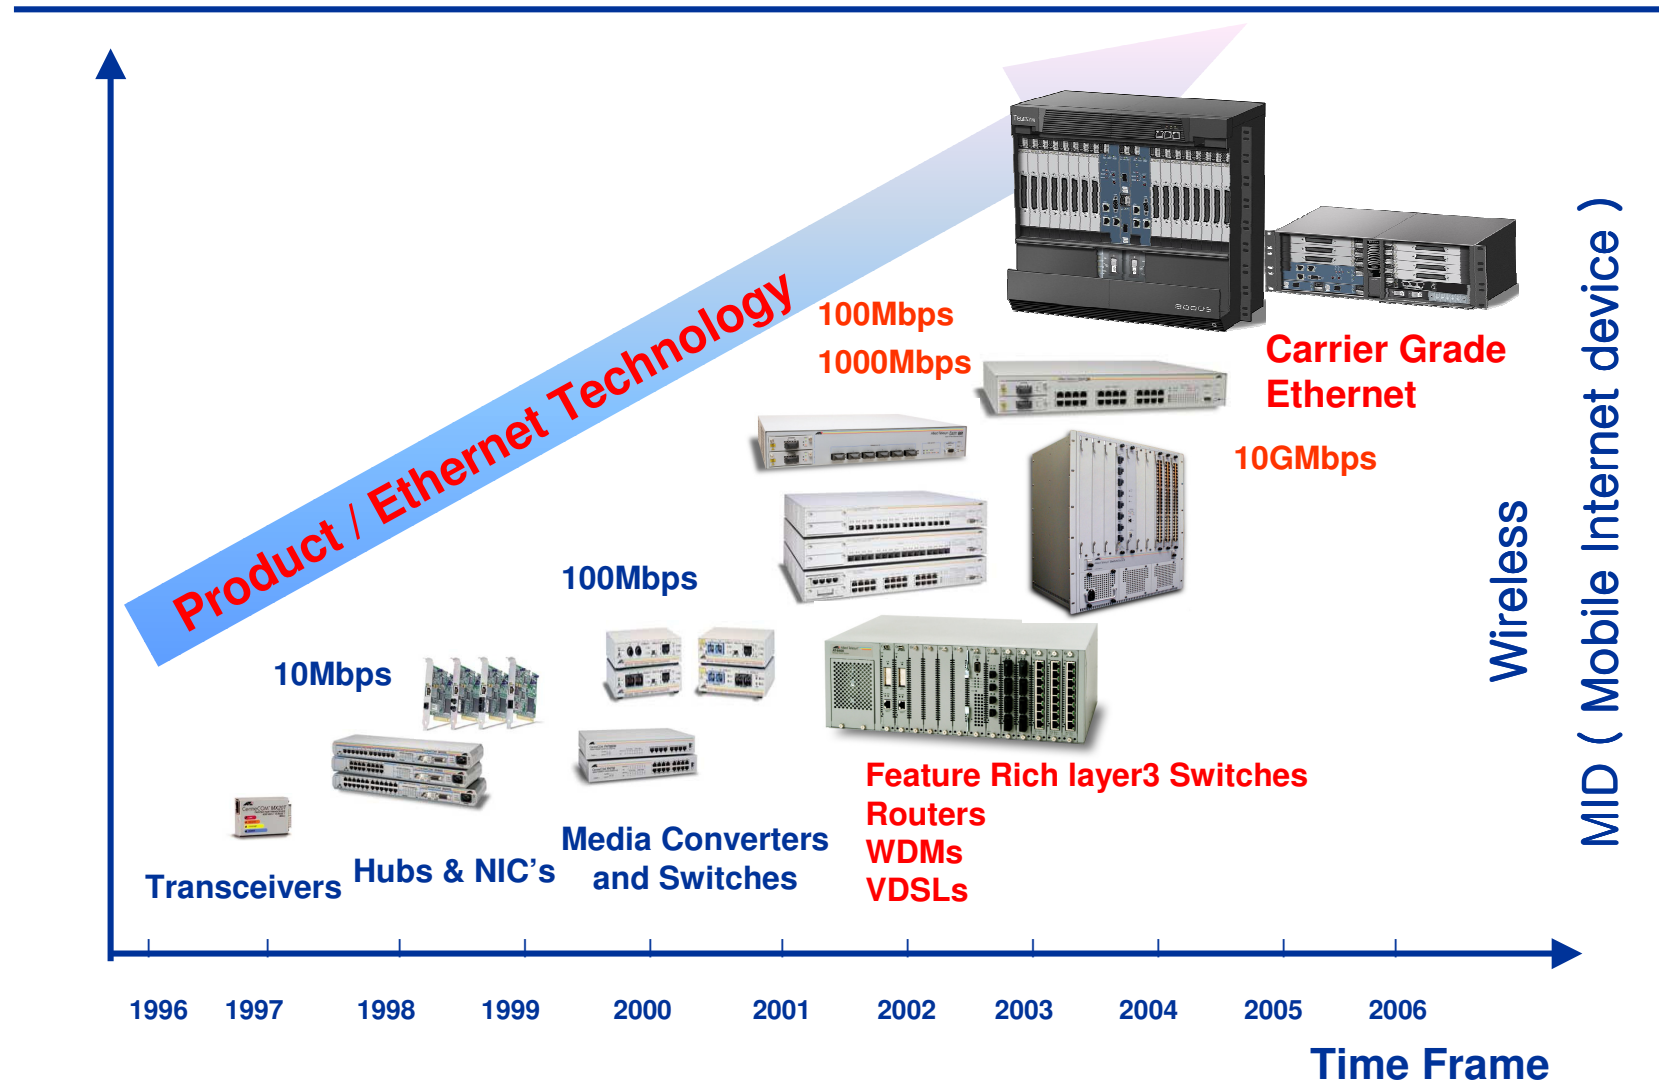 Product / Ethernet Technology
100Mbps
1000Mbps
Carrier Grade
Ethernet
10GMbps
100Mbps
10Mbps
Wireless
MID ( Mobile Internet device )
Feature Rich layer3 Switches
Routers
WDMs
VDSLs
Media Converters
and Switches
Hubs & NIC’s
Transceivers
1996 1997 1998 1999 2000 2001 2002 2003 2004 2005 2006
Time Frame